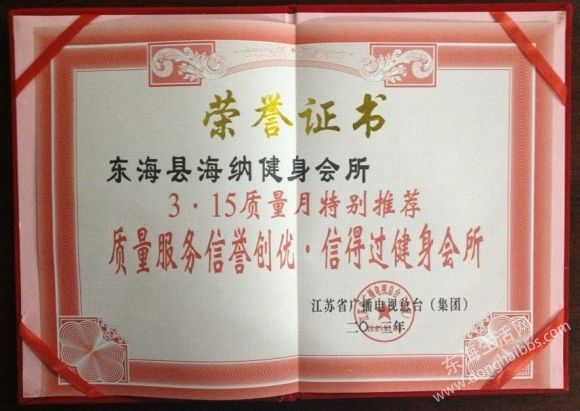 荣誉证书
东海县海纳健身会所
3·15质量月特别推荐
质量服务信誉创优·信得过健身会所
江苏省广播电视总台（集团）
二〇一三年
东海生活网
www.donghaibbs.com